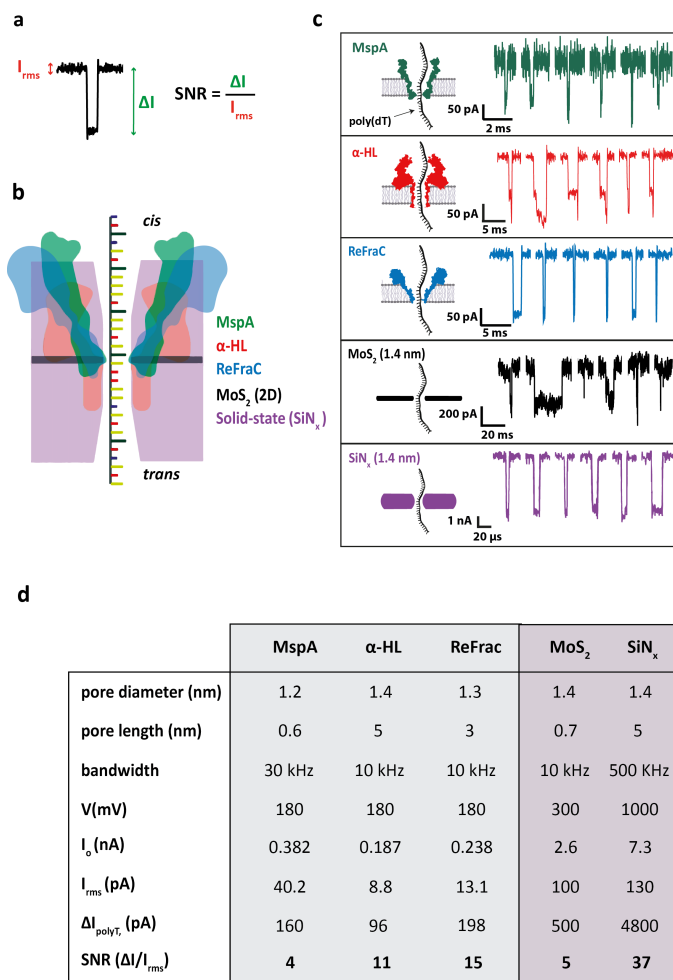 a
I_rms
ΔI
SNR = ΔI / I_rms
b
cis
MspA
α-HL
ReFraC
MoS₂ (2D)
Solid-state (SiNₓ)
trans
c
MspA
poly(dT)
50 pA
2 ms
α-HL
50 pA
5 ms
ReFraC
50 pA
5 ms
MoS₂ (1.4 nm)
200 pA
20 ms
SiNₓ (1.4 nm)
1 nA
20 µs
d
MspA α-HL ReFrac MoS₂ SiNₓ
pore diameter (nm) 1.2 1.4 1.3 1.4 1.4
pore length (nm) 0.6 5 3 0.7 5
bandwidth 30 kHz 10 kHz 10 kHz 10 kHz 500 KHz
V(mV) 180 180 180 300 1000
I_o (nA) 0.382 0.187 0.238 2.6 7.3
I_rms (pA) 40.2 8.8 13.1 100 130
ΔI_polyT, (pA) 160 96 198 500 4800
SNR (ΔI/I_rms) 4 11 15 5 37